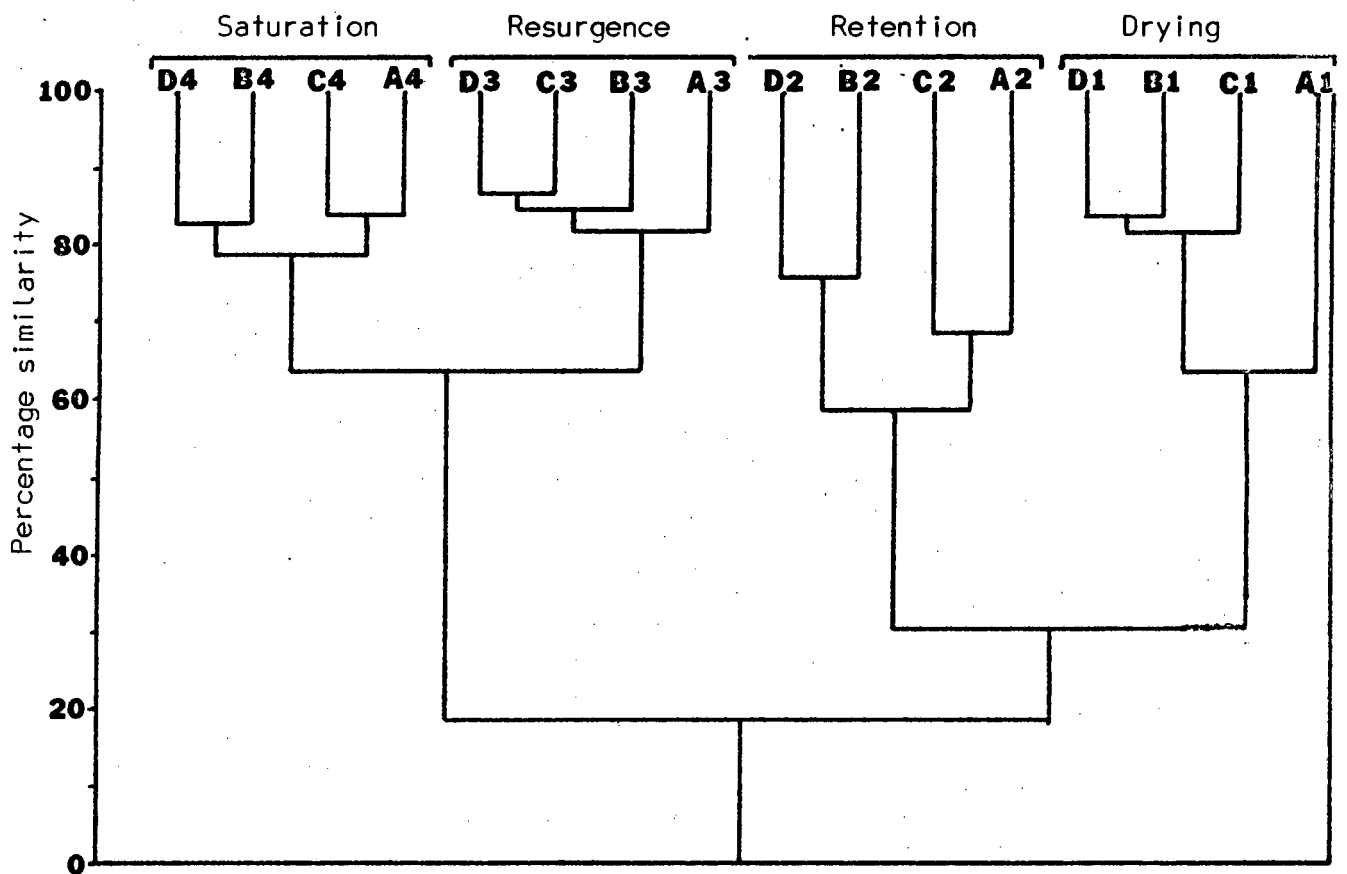 Saturation Resurgence Retention Drying
D4 B4 C4 A4 D3 C3 B3 A3 D2 B2 C2 A2 D1 B1 C1 A1
100
80
60
40
20
0
Percentage similarity